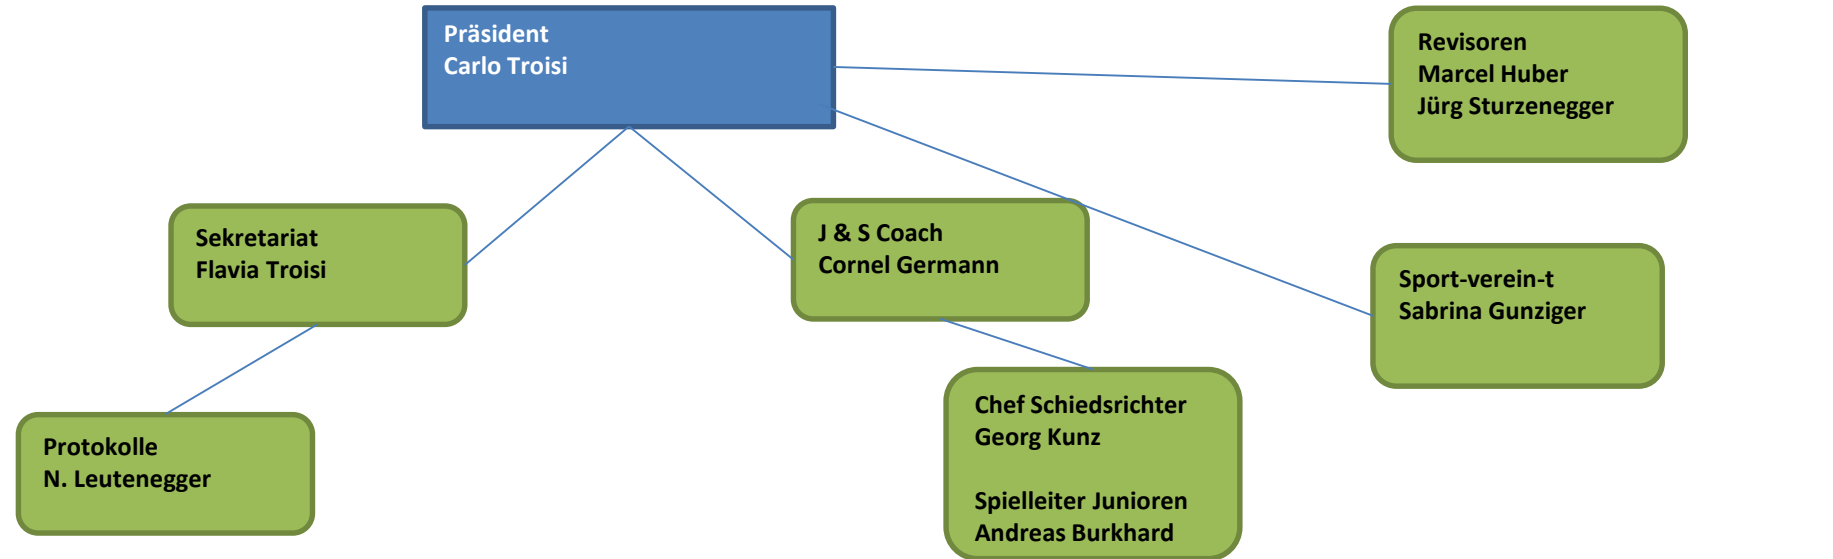 Präsident
Carlo Troisi
Revisoren
Marcel Huber
Jürg Sturzenegger
Sekretariat
Flavia Troisi
J & S Coach
Cornel Germann
Sport-verein-t
Sabrina Gunziger
Chef Schiedsrichter
Georg Kunz
Spielleiter Junioren
Andreas Burkhard
Protokolle
N. Leutenegger